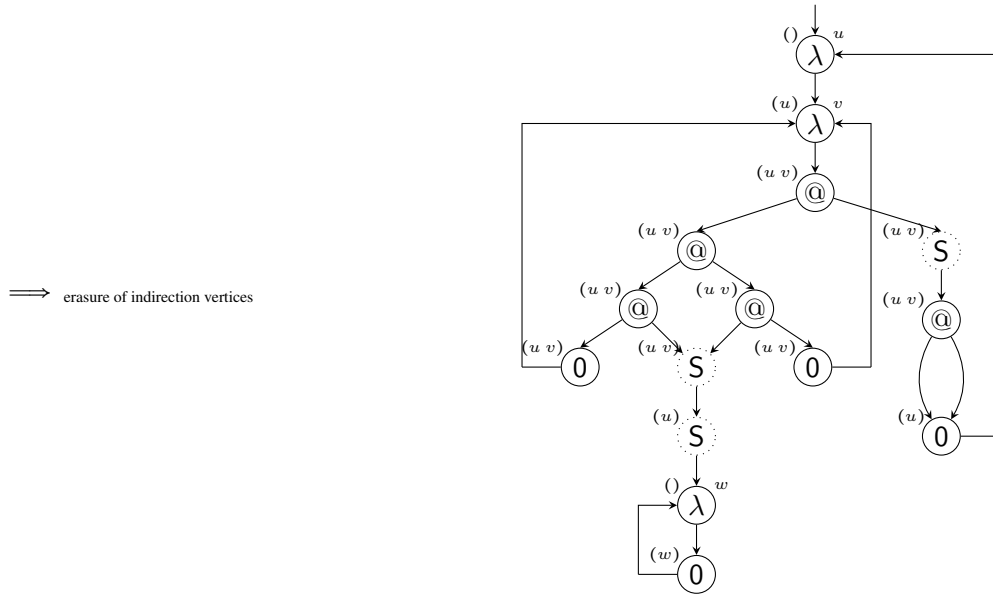 () u
λ
(u) v
λ
(u v)
@
(u v) (u v)
@ S
(u v) (u v) (u v)
⟹ erasure of indirection vertices @ @ @
(u v) (u v) (u v)
0 S 0
(u) (u)
S 0
() w
λ
(w)
0